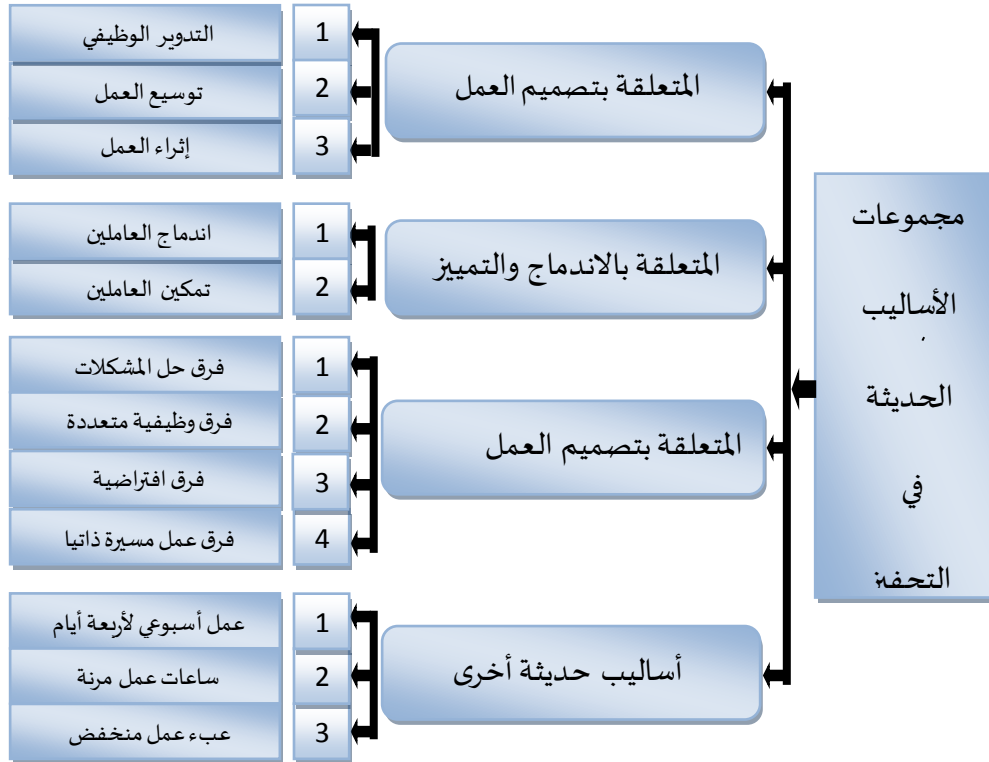 مجموعات
الأساليب
الحديثة
في
التحفيز
المتعلقة بتصميم العمل
1 التدوير الوظيفي
2 توسيع العمل
3 إثراء العمل
المتعلقة بالاندماج والتمييز
1 اندماج العاملين
2 تمكين العاملين
المتعلقة بتصميم العمل
1 فرق حل المشكلات
2 فرق وظيفية متعددة
3 فرق افتراضية
4 فرق عمل مسيرة ذاتيا
أساليب حديثة أخرى
1 عمل أسبوعي لأربعة أيام
2 ساعات عمل مرنة
3 عبء عمل منخفض